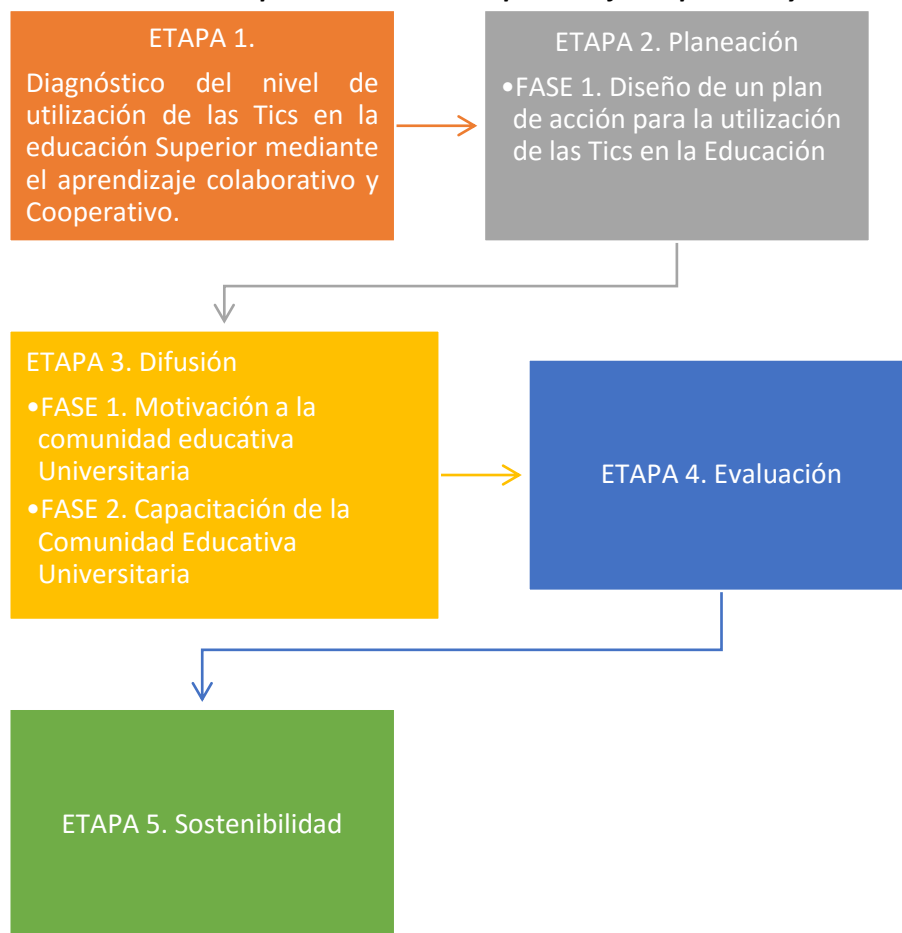 ETAPA 1.
Diagnóstico del nivel de
utilización de las Tics en la
educación Superior mediante
el aprendizaje colaborativo y
Cooperativo.
ETAPA 2. Planeación
•FASE 1. Diseño de un plan
de acción para la utilización
de las Tics en la Educación
ETAPA 3. Difusión
•FASE 1. Motivación a la
comunidad educativa
Universitaria
•FASE 2. Capacitación de la
Comunidad Educativa
Universitaria
ETAPA 4. Evaluación
ETAPA 5. Sostenibilidad